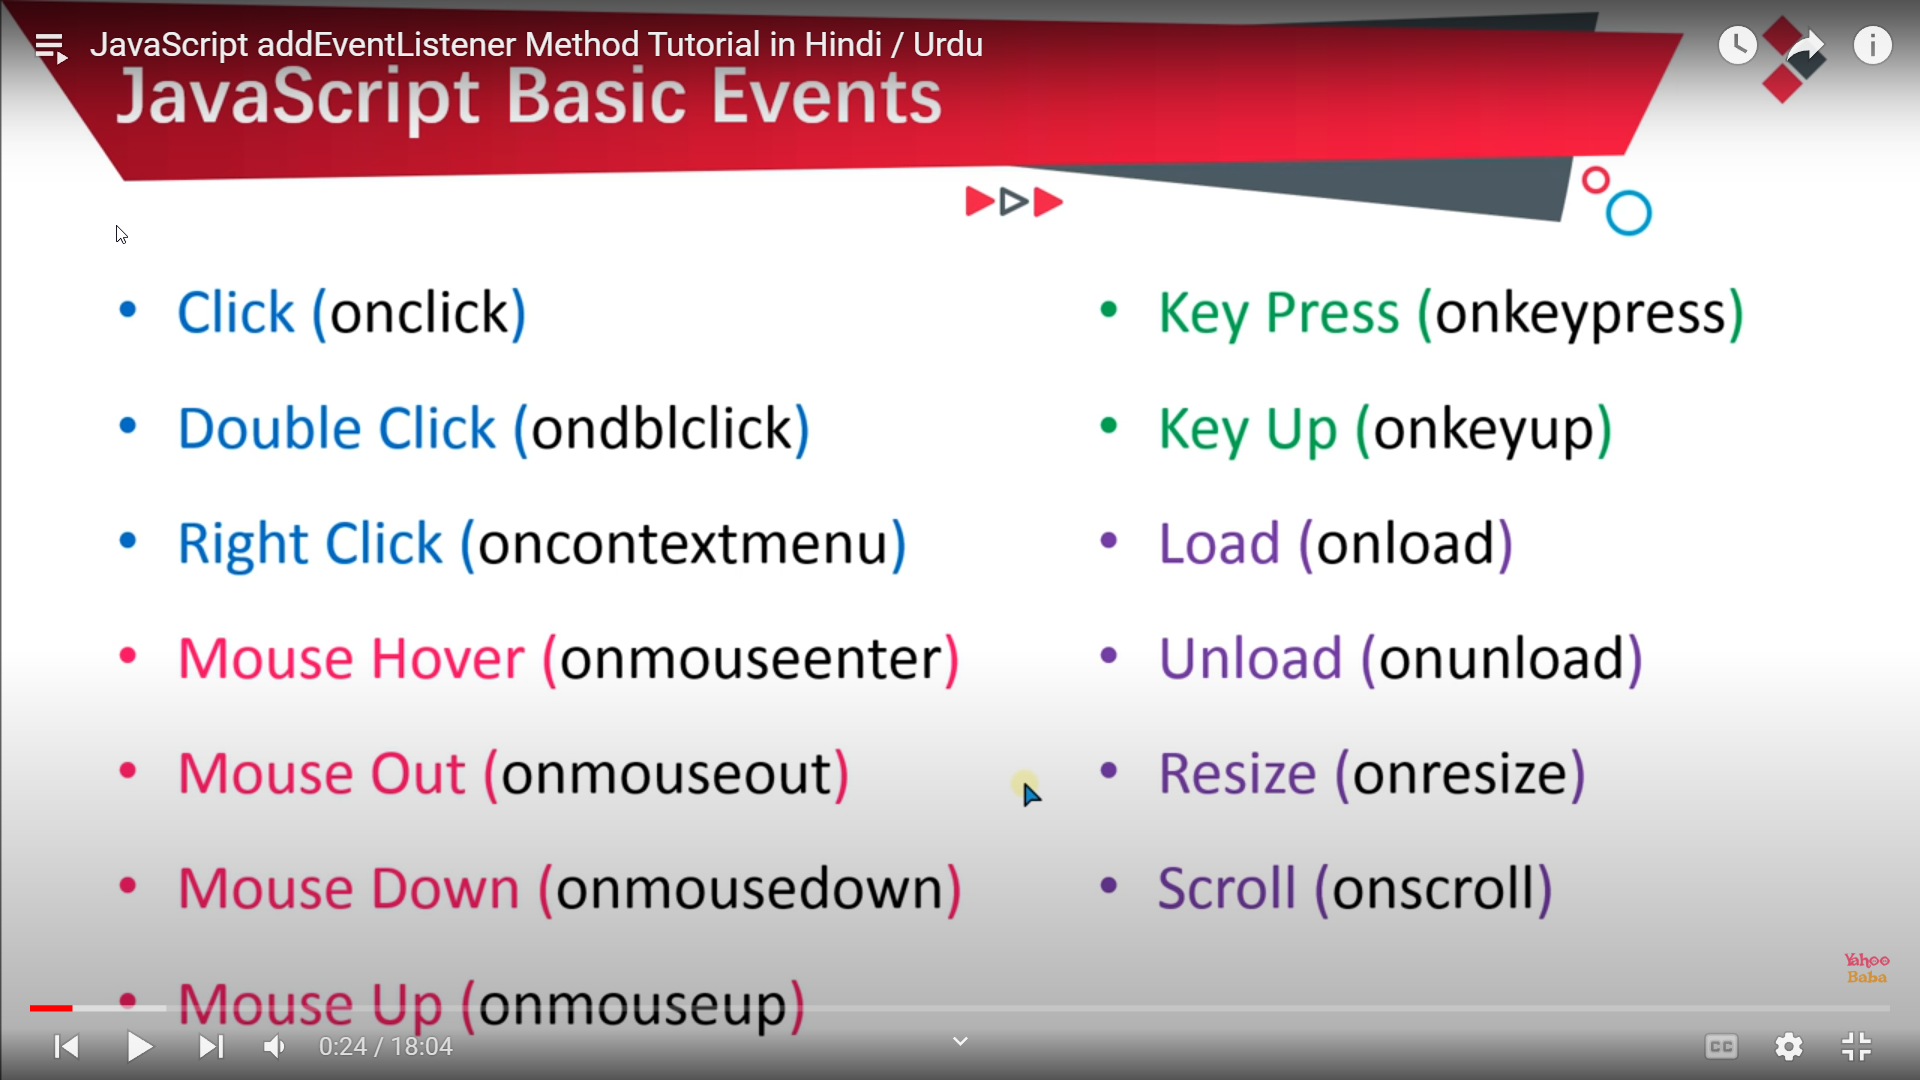 JavaScript addEventListener Method Tutorial in Hindi / Urdu
JavaScript Basic Events
• Click (onclick)
• Double Click (ondblclick)
• Right Click (oncontextmenu)
• Mouse Hover (onmouseenter)
• Mouse Out (onmouseout)
• Mouse Down (onmousedown)
• Mouse Up (onmouseup)
• Key Press (onkeypress)
• Key Up (onkeyup)
• Load (onload)
• Unload (onunload)
• Resize (onresize)
• Scroll (onscroll)
Yahoo
Baba
0:24 / 18:04
CC